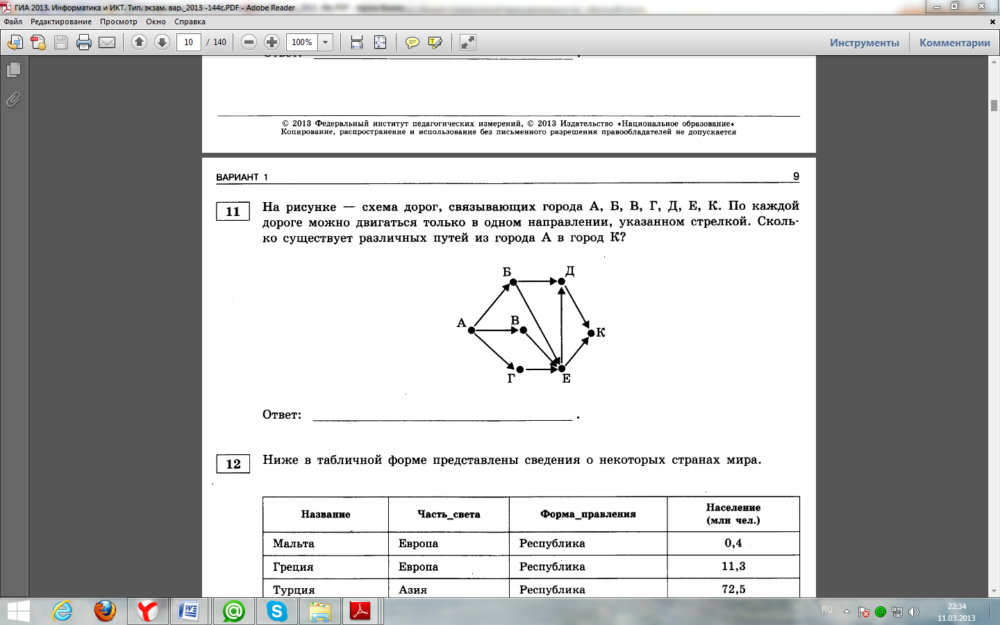 ГИА 2013. Информатика и ИКТ. Тип. экзам. вар._2013 -144с.PDF - Adobe Reader
Файл Редактирование Просмотр Окно Справка
10 / 140 100% Инструменты Комментарии
© 2013 Федеральный институт педагогических измерений, © 2013 Издательство «Национальное образование»
Копирование, распространение и использование без письменного разрешения правообладателей не допускается
ВАРИАНТ 1 9
11 На рисунке — схема дорог, связывающих города А, Б, В, Г, Д, Е, К. По каждой
дороге можно двигаться только в одном направлении, указанном стрелкой. Сколь-
ко существует различных путей из города А в город К?
Б Д
А В К
Г Е
Ответ: .
12 Ниже в табличной форме представлены сведения о некоторых странах мира.
Название Часть_света Форма_правления Население (млн чел.)
Мальта Европа Республика 0,4
Греция Европа Республика 11,3
Турция Азия Республика 72,5
RU 22:34
11.03.2013